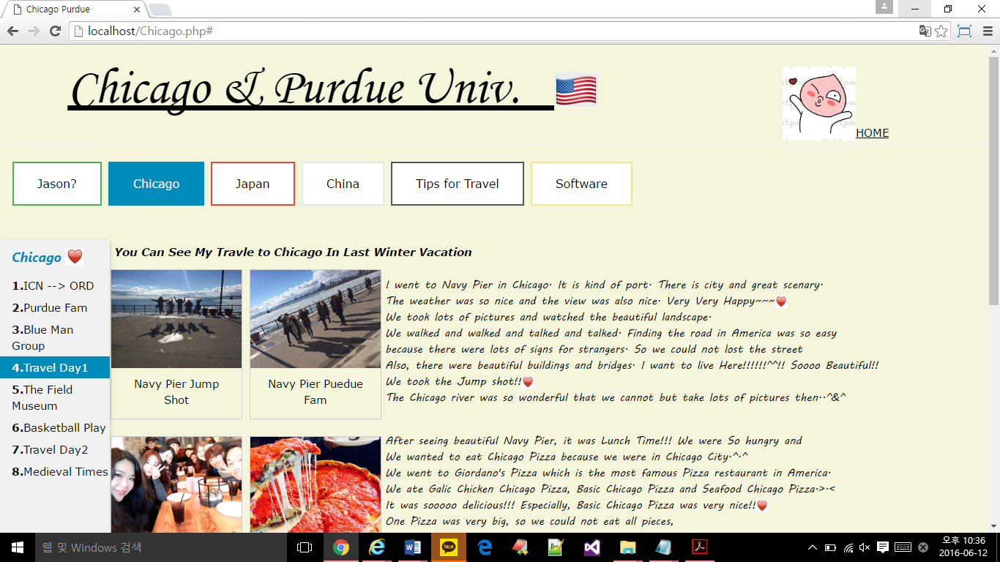 Chicago Purdue
localhost/Chicago.php#
Chicago & Purdue Univ.
HOME
Jason?
Chicago
Japan
China
Tips for Travel
Software
Chicago
1.ICN --> ORD
2.Purdue Fam
3.Blue Man
Group
4.Travel Day1
5.The Field
Museum
6.Basketball Play
7.Travel Day2
8.Medieval Times
You Can See My Travle to Chicago In Last Winter Vacation
Navy Pier Jump
Shot
Navy Pier Puedue
Fam
I went to Navy Pier in Chicago. It is kind of port. There is city and great scenary.
The weather was so nice and the view was also nice. Very Very Happy~~~
We took lots of pictures and watched the beautiful landscape.
We walked and walked and talked and talked. Finding the road in America was so easy
because there were lots of signs for strangers. So we could not lost the street
Also, there were beautiful buildings and bridges. I want to live Here!!!!!!^^!! Soooo Beautiful!!
We took the Jump shot!!
The Chicago river was so wonderful that we cannot but take lots of pictures then..^&^
After seeing beautiful Navy Pier, it was Lunch Time!!! We were So hungry and
We wanted to eat Chicago Pizza because we were in Chicago City.^.^
We went to Giordano's Pizza which is the most famous Pizza restaurant in America.
We ate Galic Chicken Chicago Pizza, Basic Chicago Pizza and Seafood Chicago Pizza.>.<
It was sooooo delicious!!! Especially, Basic Chicago Pizza was very nice!!
One Pizza was very big, so we could not eat all pieces,
웹 및 Windows 검색
TALK
오후 10:36
2016-06-12